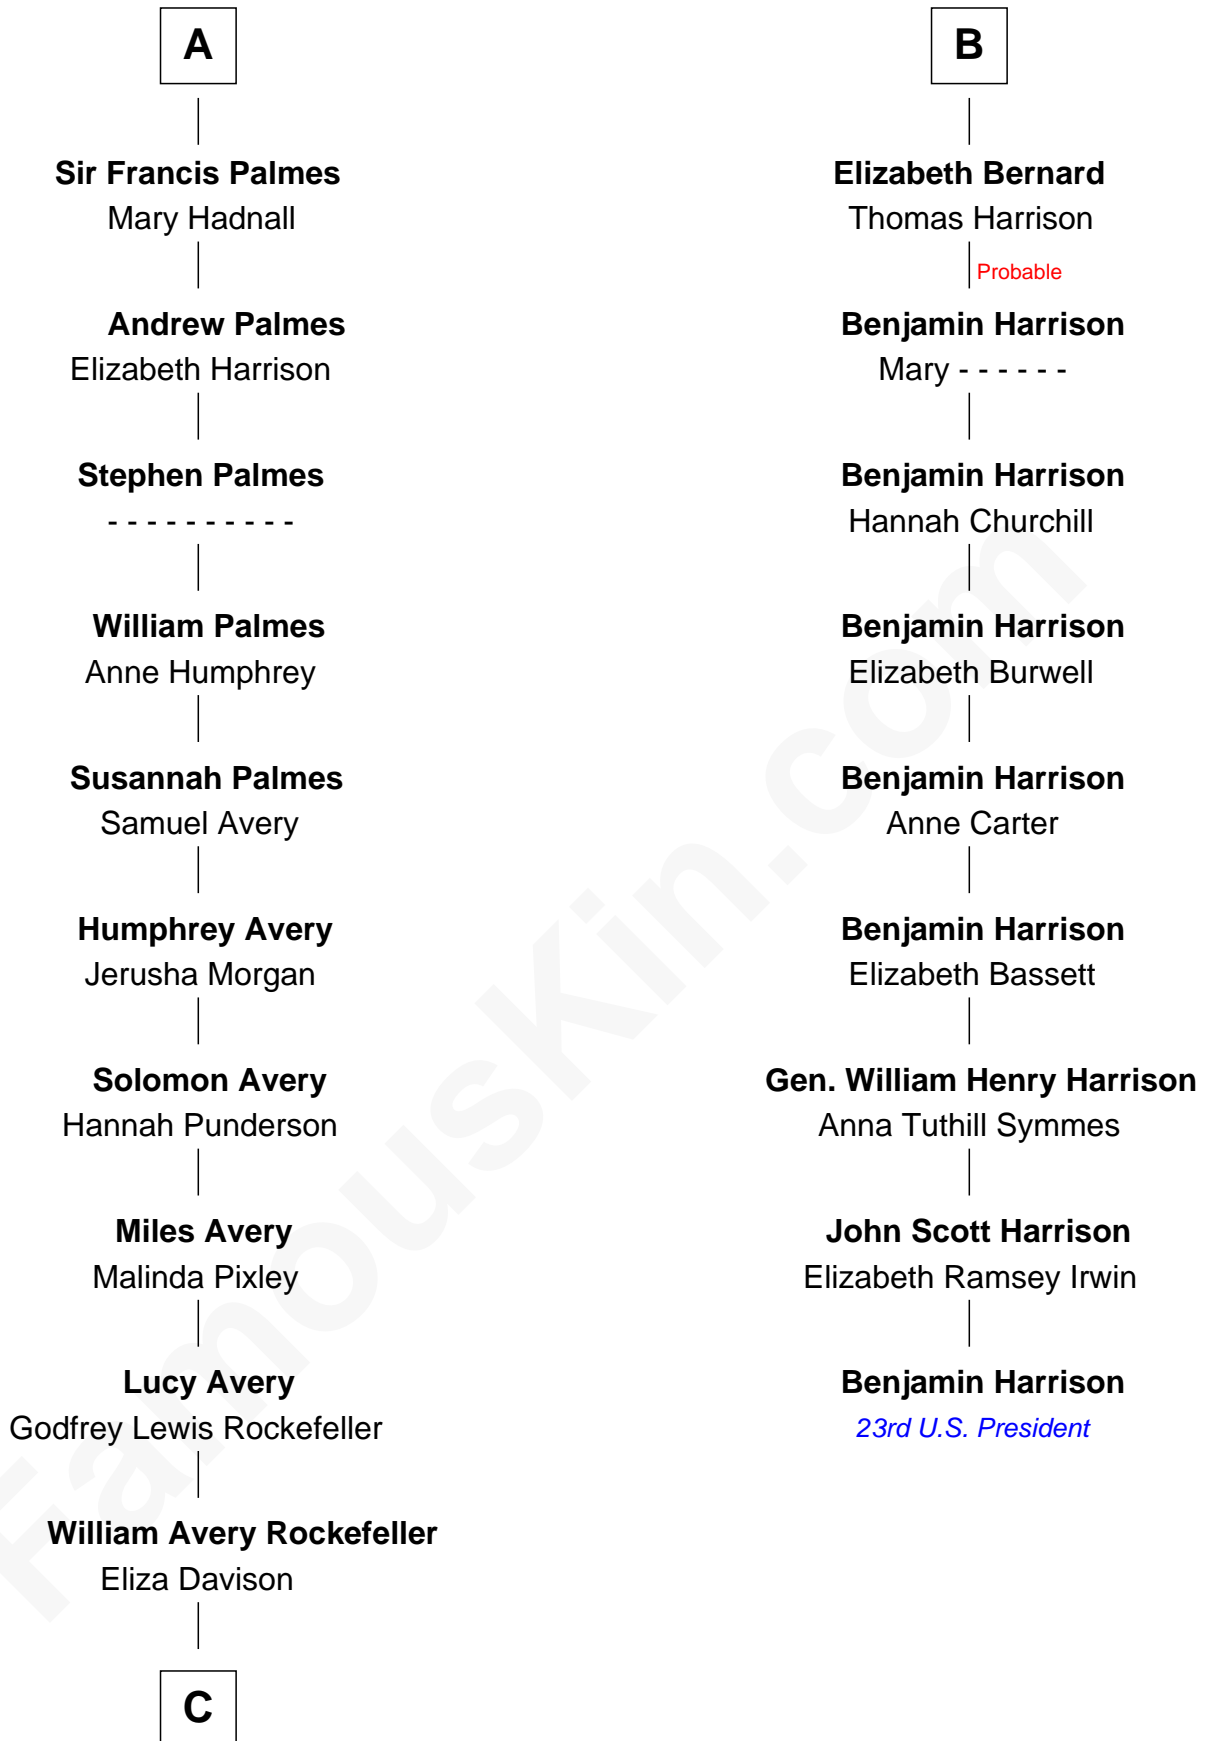 A
Sir Francis Palmes
Mary Hadnall
Andrew Palmes
Elizabeth Harrison
Stephen Palmes
- - - - - - - - - -
William Palmes
Anne Humphrey
Susannah Palmes
Samuel Avery
Humphrey Avery
Jerusha Morgan
Solomon Avery
Hannah Punderson
Miles Avery
Malinda Pixley
Lucy Avery
Godfrey Lewis Rockefeller
William Avery Rockefeller
Eliza Davison
C
B
Elizabeth Bernard
Thomas Harrison
Probable
Benjamin Harrison
Mary - - - - - -
Benjamin Harrison
Hannah Churchill
Benjamin Harrison
Elizabeth Burwell
Benjamin Harrison
Anne Carter
Benjamin Harrison
Elizabeth Bassett
Gen. William Henry Harrison
Anna Tuthill Symmes
John Scott Harrison
Elizabeth Ramsey Irwin
Benjamin Harrison
23rd U.S. President
FamousKin.com